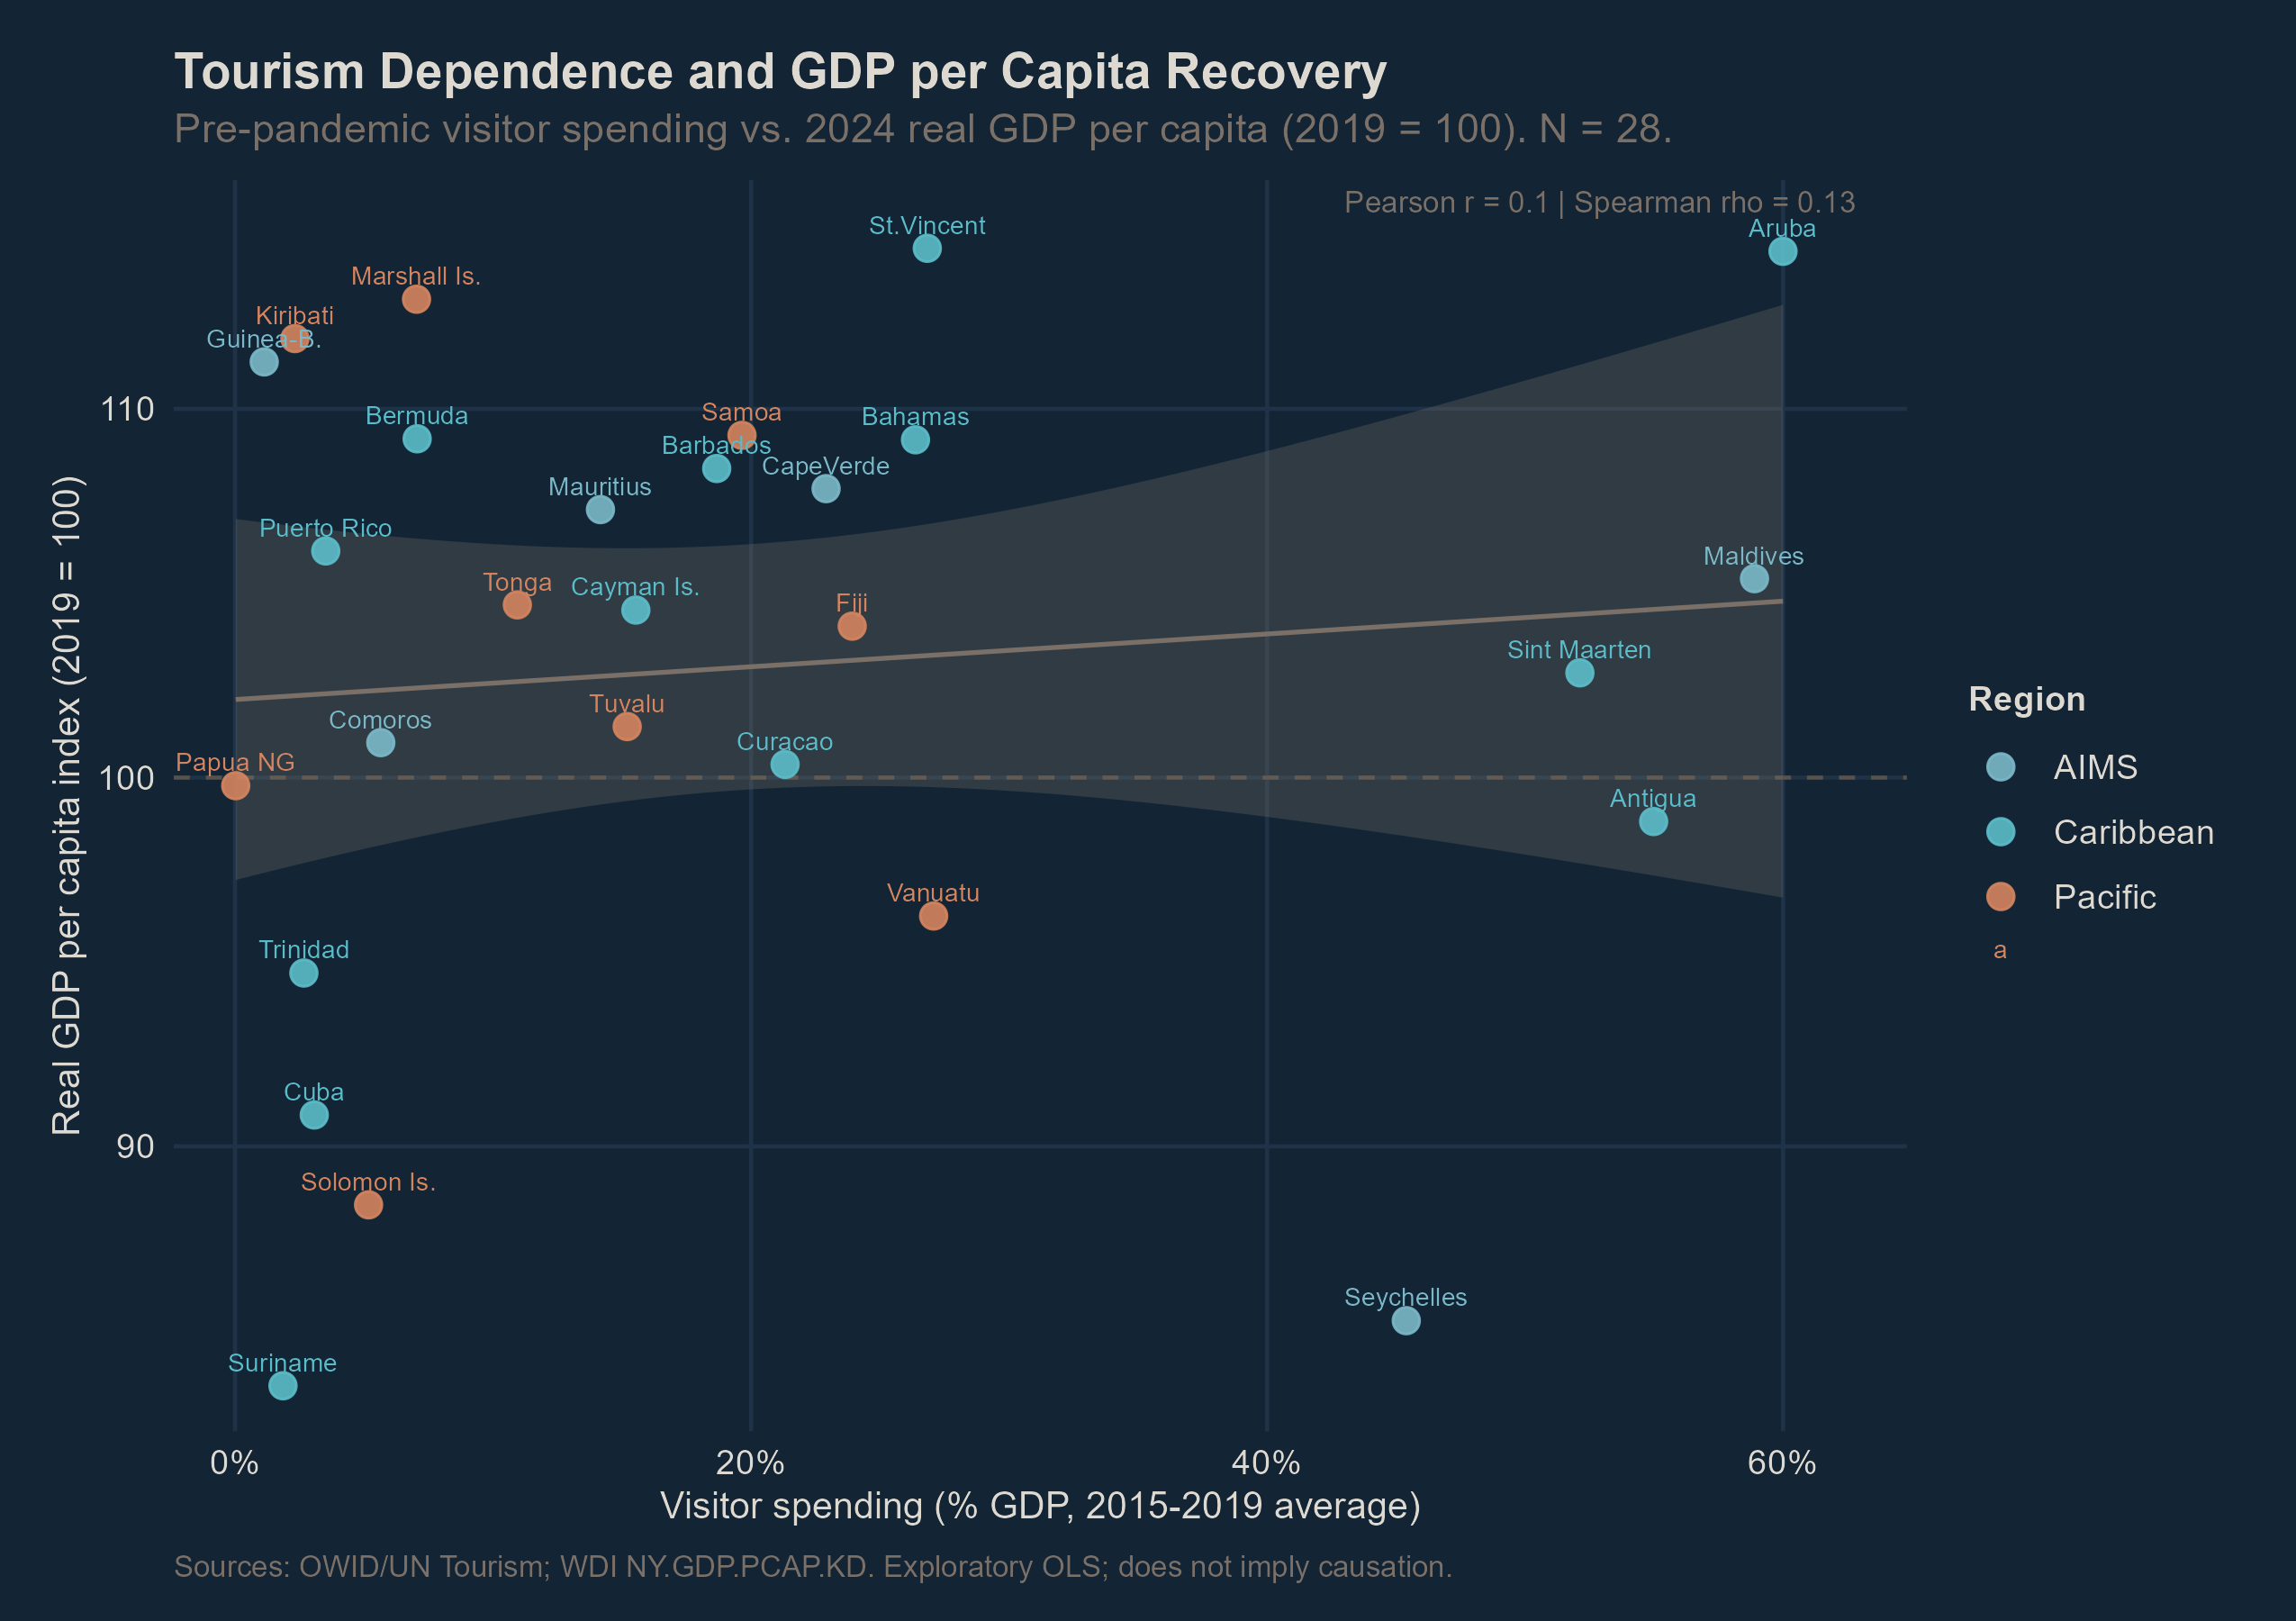 Tourism Dependence and GDP per Capita Recovery
Pre-pandemic visitor spending vs. 2024 real GDP per capita (2019 = 100). N = 28.
Pearson r = 0.1 | Spearman rho = 0.13
St.Vincent
Aruba
Marshall Is.
Kiribati
Guinea-B.
110
Bermuda
Samoa
Bahamas
Barbados
CapeVerde
Mauritius
Puerto Rico
Maldives
Tonga
Cayman Is.
Fiji
Sint Maarten
Tuvalu
Comoros
Curacao
Papua NG
100
Antigua
Vanuatu
Trinidad
Cuba
90
Solomon Is.
Seychelles
Suriname
Real GDP per capita index (2019 = 100)
0%
20%
40%
60%
Visitor spending (% GDP, 2015-2019 average)
Region
AIMS
Caribbean
Pacific
a
Sources: OWID/UN Tourism; WDI NY.GDP.PCAP.KD. Exploratory OLS; does not imply causation.